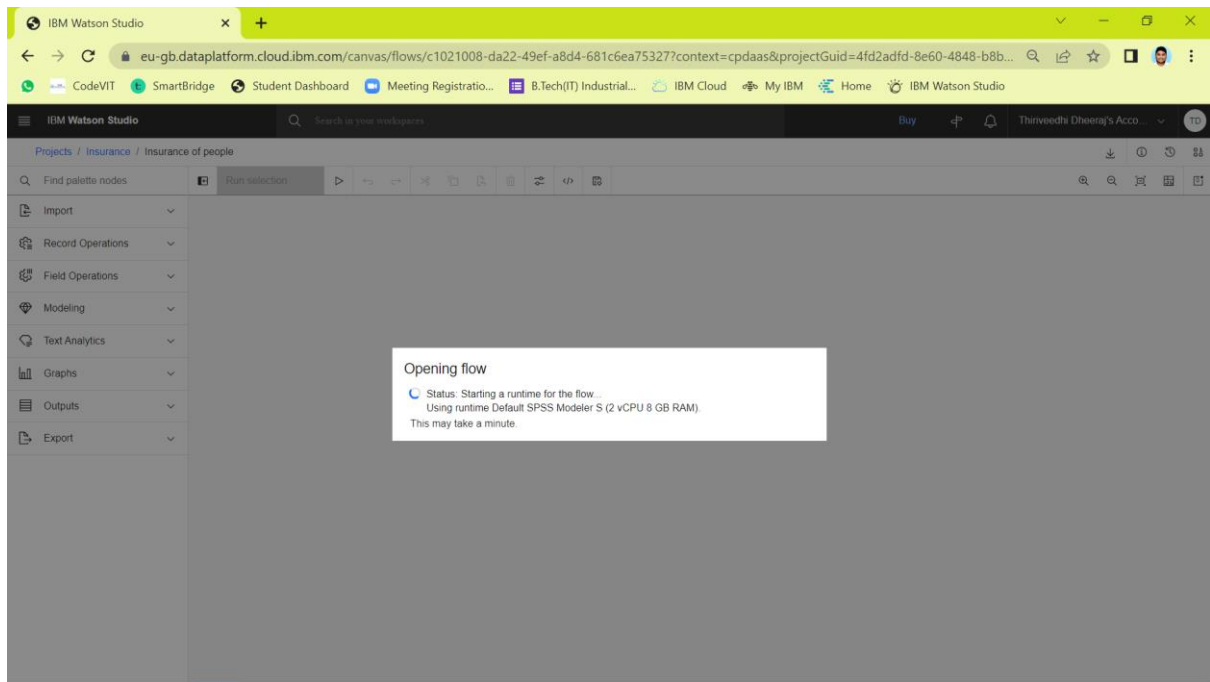 IBM Watson Studio
eu-gb.dataplatform.cloud.ibm.com/canvas/flows/c1021008-da22-49ef-a8d4-681c6ea75327?context=cpdaas&projectGuid=4fd2adfd-8e60-4848-b8b...
CodeVIT SmartBridge Student Dashboard Meeting Registratio... B.Tech(IT) Industrial... IBM Cloud My IBM Home IBM Watson Studio
IBM Watson Studio Search in your workspaces Buy Thiriveedhi Dheeraj's Acco... TD
Projects / Insurance / Insurance of people
Find palette nodes Run selection
Import
Record Operations
Field Operations
Modeling
Text Analytics
Graphs
Outputs
Export
Opening flow
Status: Starting a runtime for the flow...
Using runtime Default SPSS Modeler S (2 vCPU 8 GB RAM).
This may take a minute.